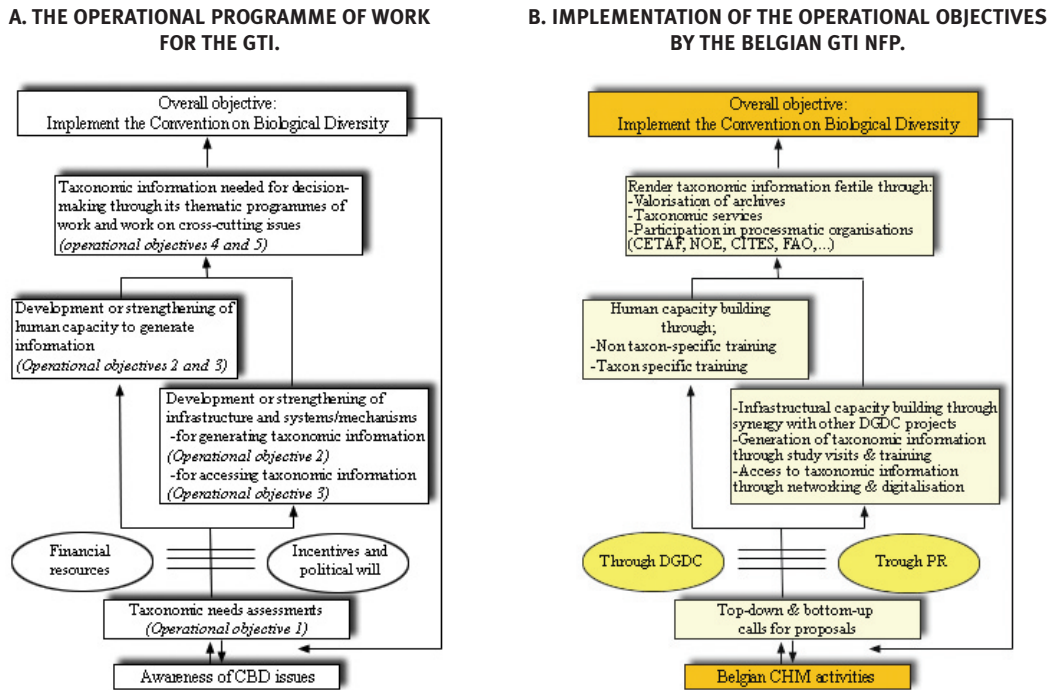 A. THE OPERATIONAL PROGRAMME OF WORK
FOR THE GTI.
Overall objective:
Implement the Convention on Biological Diversity
Taxonomic information needed for decision-
making through its thematic programmes of
work and work on cross-cutting issues
(operational objectives 4 and 5)
Development or strengthening of
human capacity to generate
information
(Operational objectives 2 and 3)
Development or strengthening of
infrastructure and systems/mechanisms
-for generating taxonomic information
(Operational objective 2)
-for accessing taxonomic information
(Operational objective 3)
Financial
resources
Incentives and
political will
Taxonomic needs assessments
(Operational objective 1)
Awareness of CBD issues
B. IMPLEMENTATION OF THE OPERATIONAL OBJECTIVES
BY THE BELGIAN GTI NFP.
Overall objective:
Implement the Convention on Biological Diversity
Render taxonomic information fertile through:
-Valorisation of archives
-Taxonomic services
-Participation in processmatic organisations
(CETAF, NOE, CITES, FAO,...)
Human capacity building
through;
-Non taxon-specific training
-Taxon specific training
-Infrastructural capacity building through
synergy with other DGDC projects
-Generation of taxonomic information
through study visits & training
-Access to taxonomic information
through networking & digitalisation
Through DGDC
Trough PR
Top-down & bottom-up
calls for proposals
Belgian CHM activities